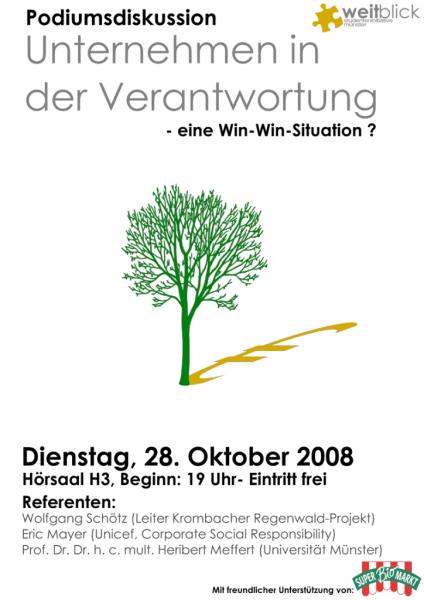 Podiumsdiskussion
weitblick
studenteninitiative
münster
Unternehmen in
der Verantwortung
- eine Win-Win-Situation ?
Dienstag, 28. Oktober 2008
Hörsaal H3, Beginn: 19 Uhr- Eintritt frei
Referenten:
Wolfgang Schötz (Leiter Krombacher Regenwald-Projekt)
Eric Mayer (Unicef, Corporate Social Responsibility)
Prof. Dr. Dr. h. c. mult. Heribert Meffert (Universität Münster)
Mit freundlicher Unterstützung von:
SUPER BIO MARKT